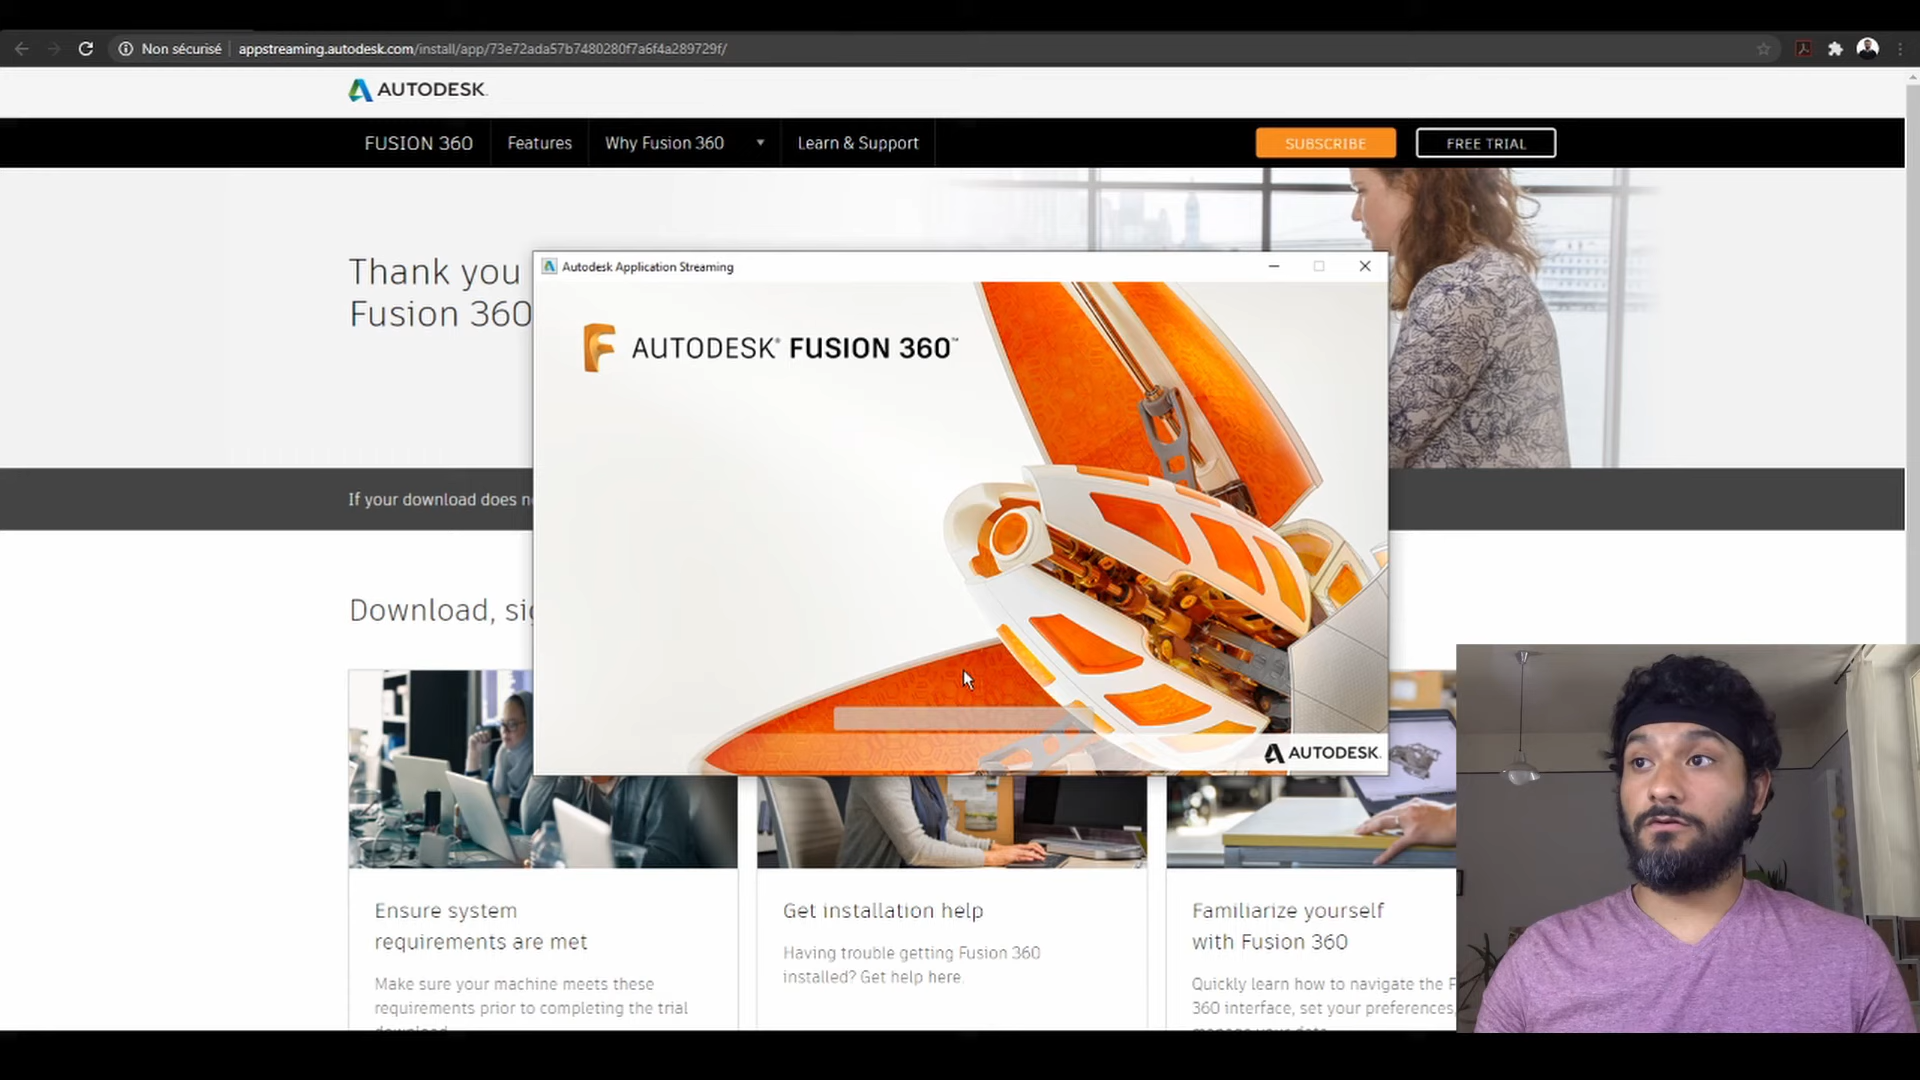 Non sécurisé appstreaming.autodesk.com/install/app/73e72ada57b7480280f7a6f4a289729f/
AUTODESK.
FUSION 360 Features Why Fusion 360 Learn & Support SUBSCRIBE FREE TRIAL
Thank you
Fusion 360
Autodesk Application Streaming
AUTODESK® FUSION 360™
If your download does
Download,
AUTODESK.
Ensure system
requirements are met
Make sure your machine meets these
requirements prior to completing the trial
Get installation help
Having trouble getting Fusion 360
installed? Get help here.
Familiarize yourself
with Fusion 360
Quickly learn how to navigate the
360 interface, set your preferences,